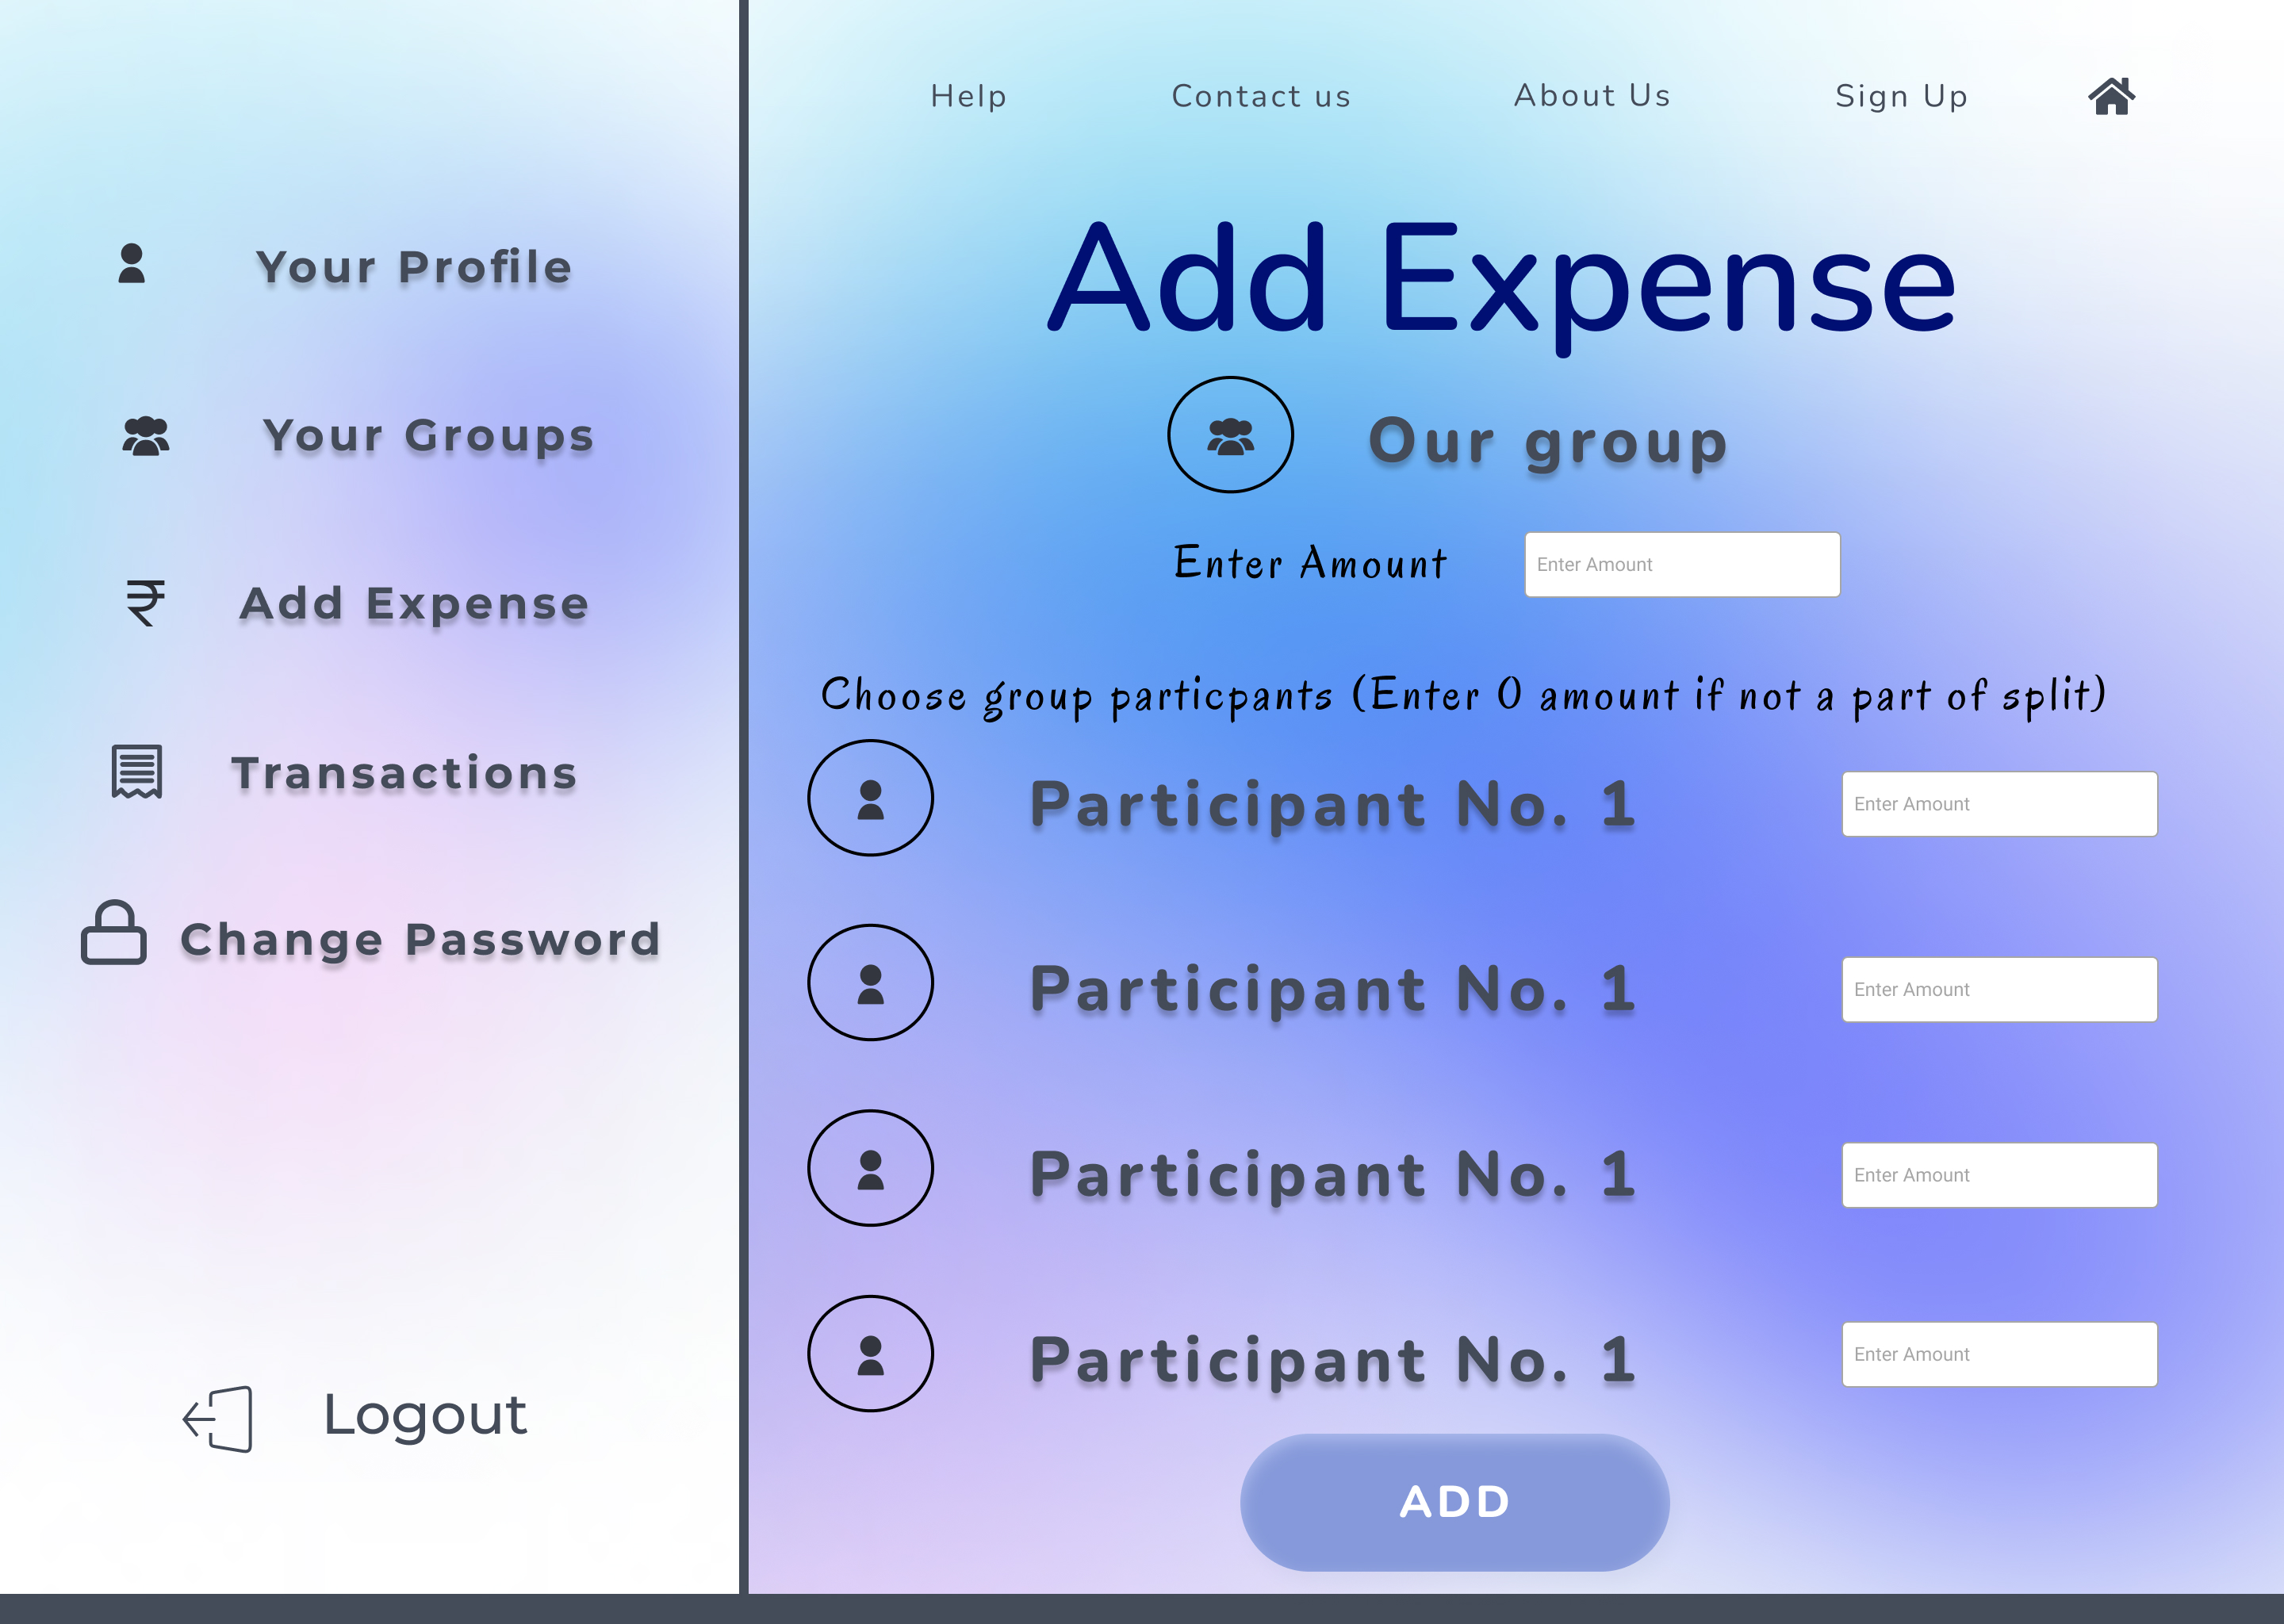 Help
Contact us
About Us
Sign Up
Your Profile
Your Groups
Add Expense
Transactions
Change Password
Logout
Add Expense
Our group
Enter Amount
Enter Amount
Choose group particpants (Enter 0 amount if not a part of split)
Participant No. 1
Enter Amount
Participant No. 1
Enter Amount
Participant No. 1
Enter Amount
Participant No. 1
Enter Amount
ADD